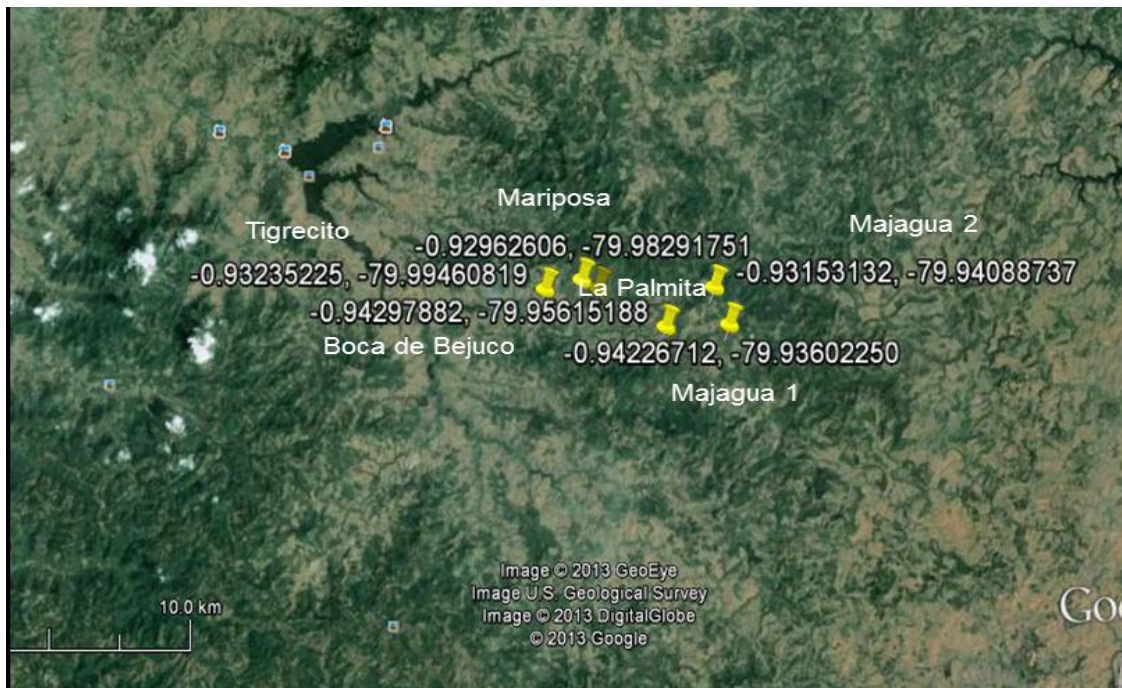 Mariposa
Majagua 2
Tigrecito
-0.92962606, -79.98291751
-0.93235225, -79.99460819
-0.93153132, -79.94088737
La Palmita
-0.94297882, -79.95615188
Boca de Bejuco
-0.94226712, -79.93602250
Majagua 1
Image © 2013 GeoEye
Image U.S. Geological Survey
Image © 2013 DigitalGlobe
© 2013 Google
10.0 km